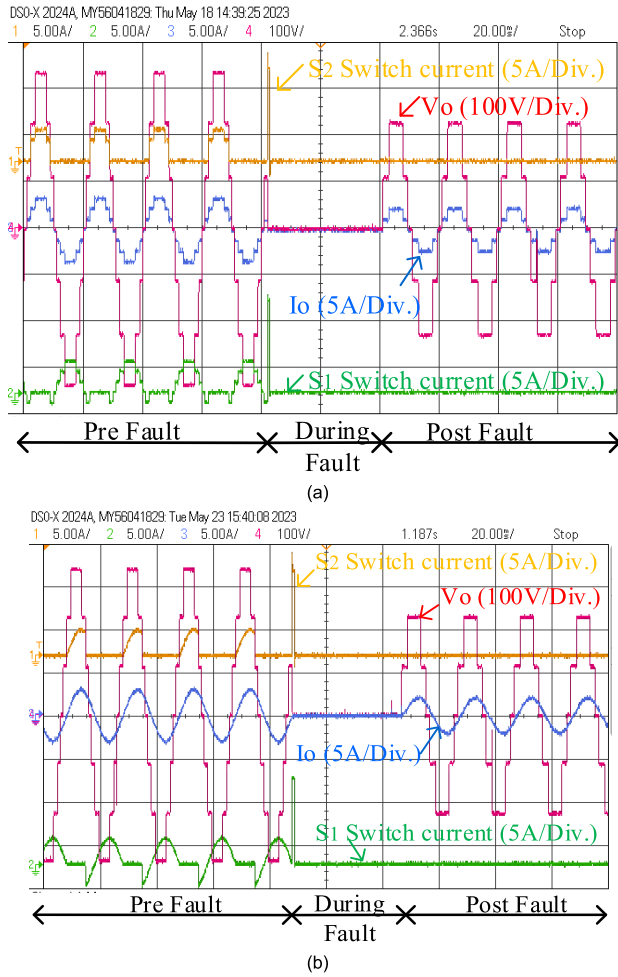 DSO-X 2024A, MY56041829: Thu May 18 14:39:25 2023
1 5.00A/ 2 5.00A/ 3 5.00A/ 4 100V/ 2.366s 20.00ms/ Stop
S2 Switch current (5A/Div.)
Vo (100V/Div.)
Io (5A/Div.)
S1 Switch current (5A/Div.)
Pre Fault During Fault Post Fault
(a)
DSO-X 2024A, MY56041829: Tue May 23 15:40:08 2023
1 5.00A/ 2 5.00A/ 3 5.00A/ 4 100V/ 1.187s 20.00ms/ Stop
S2 Switch current (5A/Div.)
Vo (100V/Div.)
Io (5A/Div.)
S1 Switch current (5A/Div.)
Pre Fault During Fault Post Fault
(b)